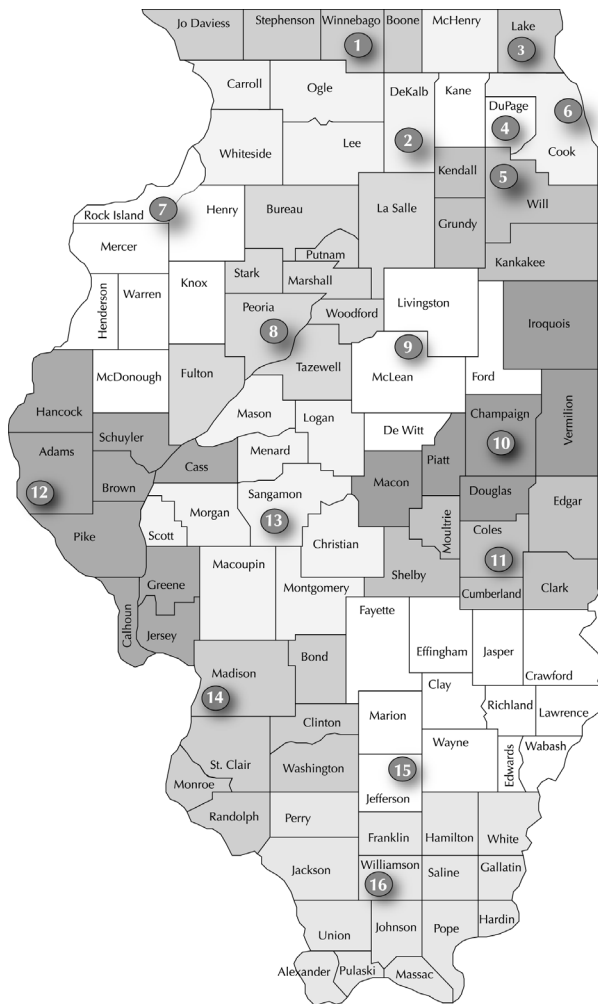 Jo Daviess
Stephenson
Winnebago
Boone
McHenry
Lake
1
3
Carroll
Ogle
DeKalb
Kane
DuPage
6
4
2
Cook
Whiteside
Lee
Kendall
5
Will
7
Rock Island
Henry
Bureau
La Salle
Grundy
Mercer
Putnam
Kankakee
Stark
Marshall
Henderson
Warren
Knox
Peoria
Woodford
Livingston
Iroquois
8
9
Tazewell
McDonough
Fulton
McLean
Ford
Hancock
Mason
Logan
Champaign
Vermilion
De Witt
Adams
Schuyler
Menard
Piatt
10
Cass
12
Brown
Sangamon
Macon
Douglas
Edgar
Morgan
13
Moultrie
Coles
Pike
Scott
Christian
11
Macoupin
Shelby
Greene
Montgomery
Cumberland
Clark
Calhoun
Fayette
Jersey
Effingham
Jasper
Bond
Crawford
Madison
Clay
14
Richland
Lawrence
Clinton
Marion
Wayne
Edwards
Wabash
St. Clair
Washington
15
Monroe
Jefferson
Randolph
Perry
Franklin
Hamilton
White
Jackson
Williamson
Saline
Gallatin
16
Hardin
Union
Johnson
Pope
Alexander
Pulaski
Massac